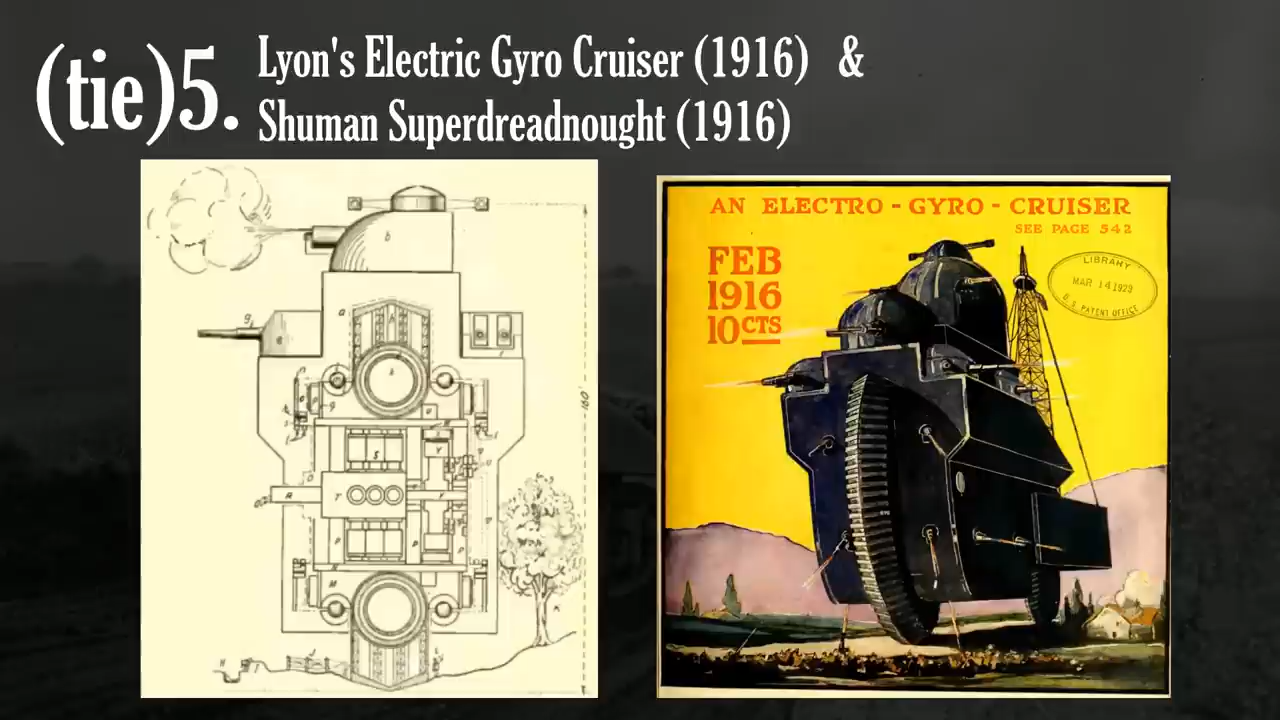 (tie)5.
Lyon's Electric Gyro Cruiser (1916) &
Shuman Superdreadnought (1916)
160'
AN ELECTRO-GYRO-CRUISER
SEE PAGE 542
FEB
1916
10CTS
LIBRARY
MAR 14 1929
U.S. PATENT OFFICE